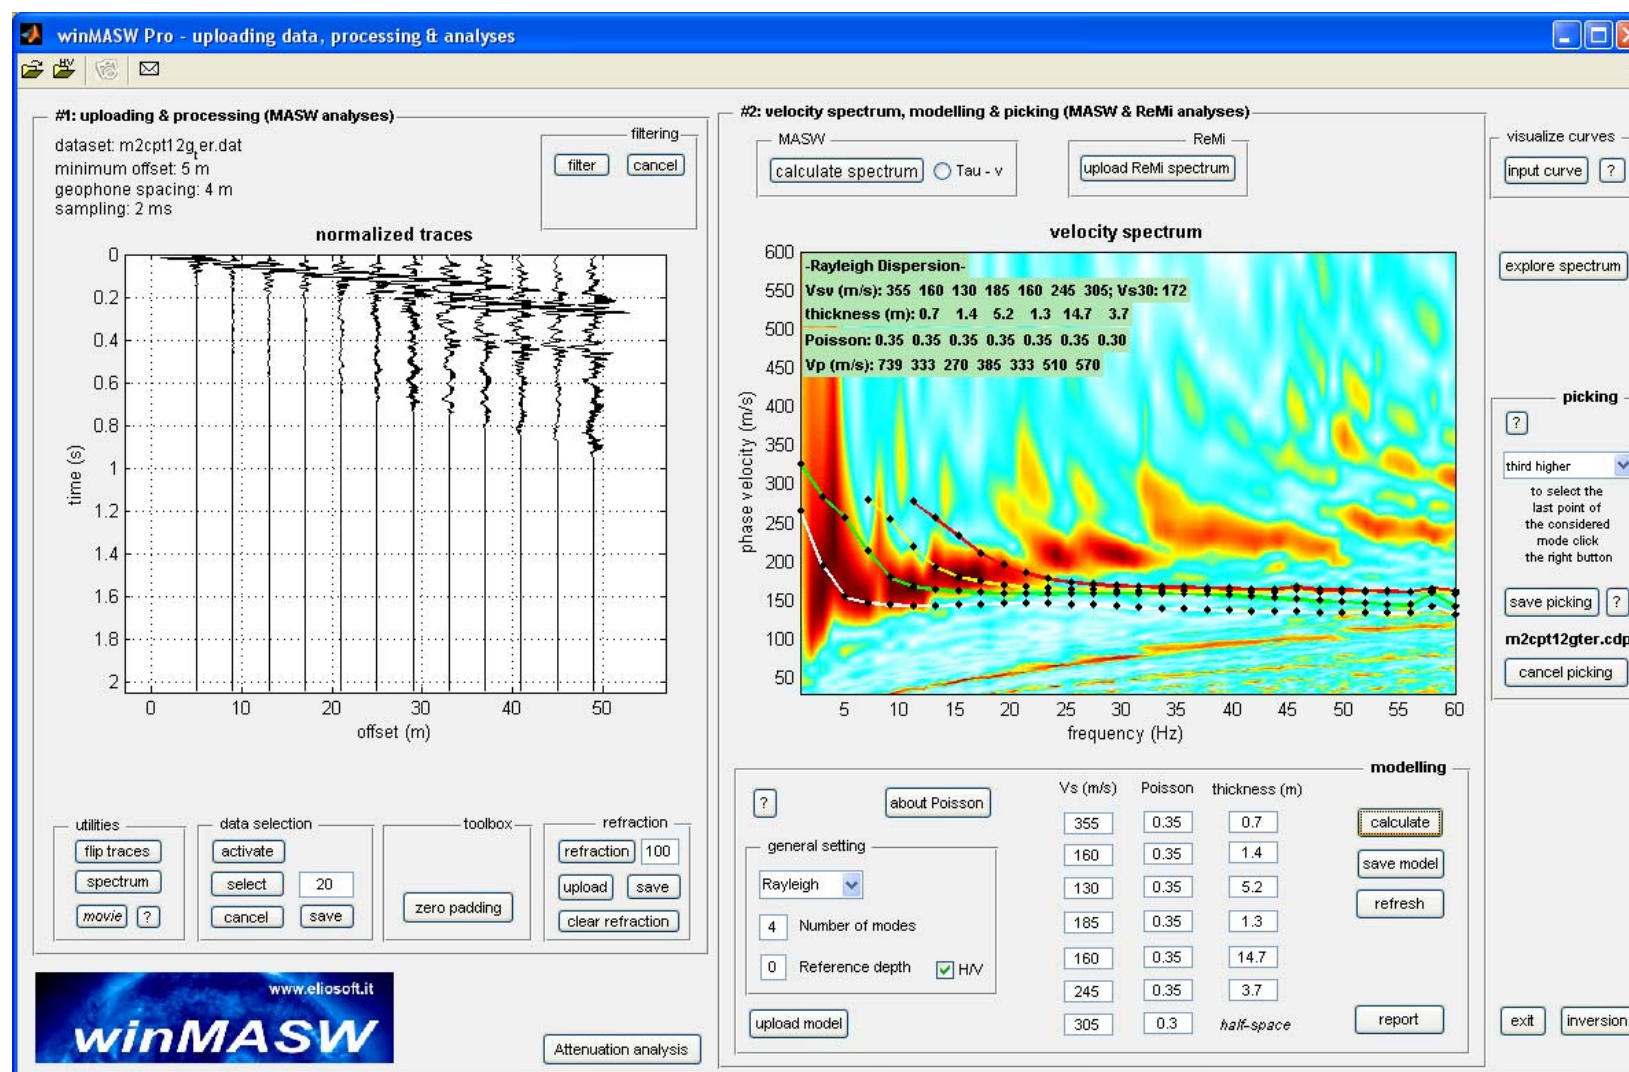 winMASW Pro - uploading data, processing & analyses
HV
#1: uploading & processing (MASW analyses)
dataset: m2cpt12gter.dat
minimum offset: 5 m
geophone spacing: 4 m
sampling: 2 ms
filtering
filter cancel
normalized traces
0
0.2
0.4
0.6
0.8
1
1.2
1.4
1.6
1.8
2
time (s)
0 10 20 30 40 50
offset (m)
utilities
flip traces
spectrum
movie ?
data selection
activate
select 20
cancel save
toolbox
zero padding
refraction
refraction 100
upload save
clear refraction
www.eliosoft.it
winMASW
Attenuation analysis
#2: velocity spectrum, modelling & picking (MASW & ReMi analyses)
MASW
calculate spectrum Tau - v
ReMi
upload ReMi spectrum
velocity spectrum
-Rayleigh Dispersion-
Vsv (m/s): 355 160 130 185 160 245 305; Vs30: 172
thickness (m): 0.7 1.4 5.2 1.3 14.7 3.7
Poisson: 0.35 0.35 0.35 0.35 0.35 0.35 0.30
Vp (m/s): 739 333 270 385 333 510 570
600
550
500
450
400
350
300
250
200
150
100
50
phase velocity (m/s)
5 10 15 20 25 30 35 40 45 50 55 60
frequency (Hz)
modelling
? about Poisson
general setting
Rayleigh
4 Number of modes
0 Reference depth H/V
upload model
Vs (m/s) Poisson thickness (m)
355 0.35 0.7
160 0.35 1.4
130 0.35 5.2
185 0.35 1.3
160 0.35 14.7
245 0.35 3.7
305 0.3 half-space
calculate
save model
refresh
report
visualize curves
input curve ?
explore spectrum
picking
?
third higher
to select the
last point of
the considered
mode click
the right button
save picking ?
m2cpt12gter.cdp
cancel picking
exit inversion